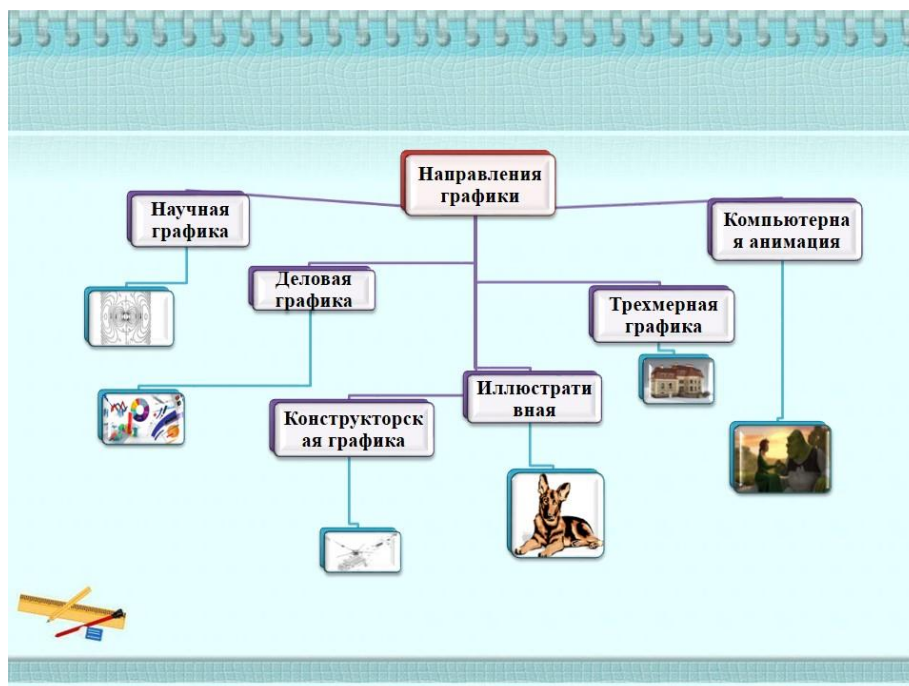 Направления
графики
Научная
графика
Компьютерна
я анимация
Деловая
графика
Трехмерная
графика
Иллюстрати
вная
Конструкторск
ая графика